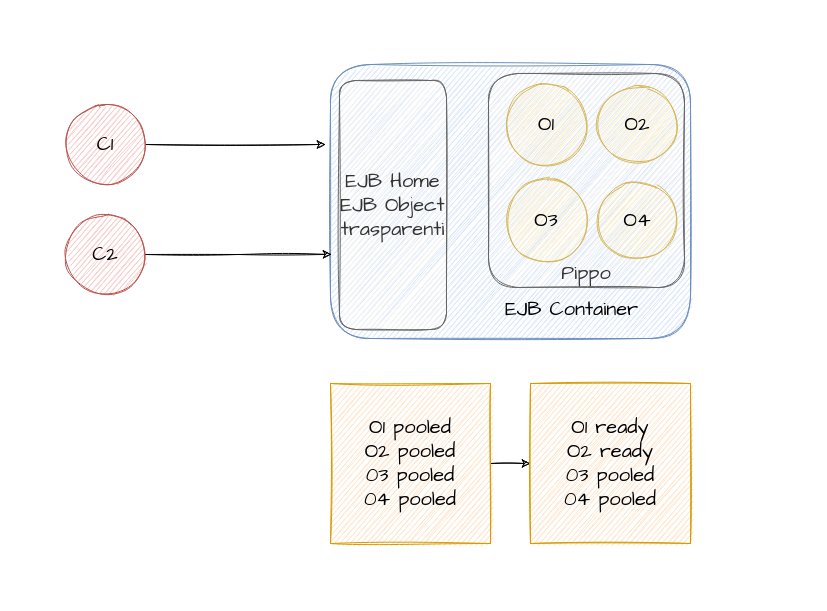 C1
C2
EJB Home
EJB Object
trasparenti
O1
O2
O3
O4
Pippo
EJB Container
O1 pooled
O2 pooled
O3 pooled
O4 pooled
O1 ready
O2 ready
O3 pooled
O4 pooled